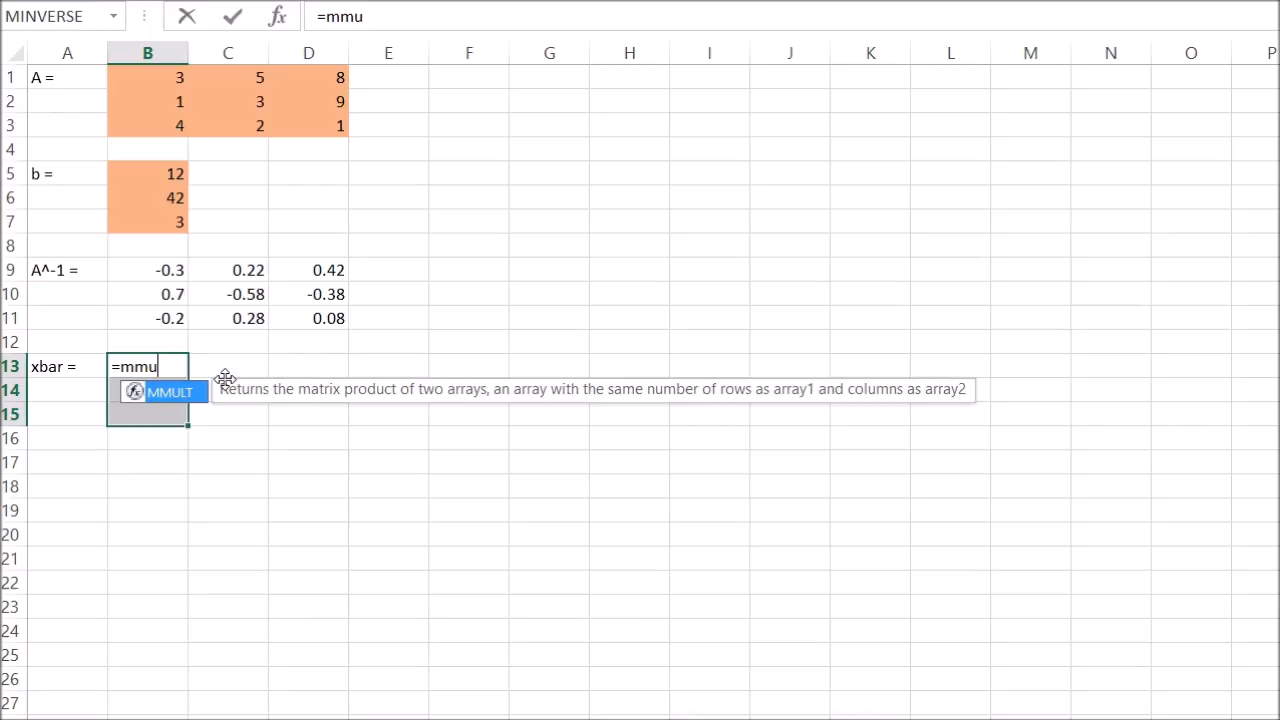 MINVERSE =mmu
A B C D E F G H I J K L M N O P
1 A = 3 5 8
2 1 3 9
3 4 2 1
4
5 b = 12
6 42
7 3
8
9 A^-1 = -0.3 0.22 0.42
10 0.7 -0.58 -0.38
11 -0.2 0.28 0.08
12
13 xbar = =mmu
14 fx MMULT Returns the matrix product of two arrays, an array with the same number of rows as array1 and columns as array2
15
16
17
18
19
20
21
22
23
24
25
26
27